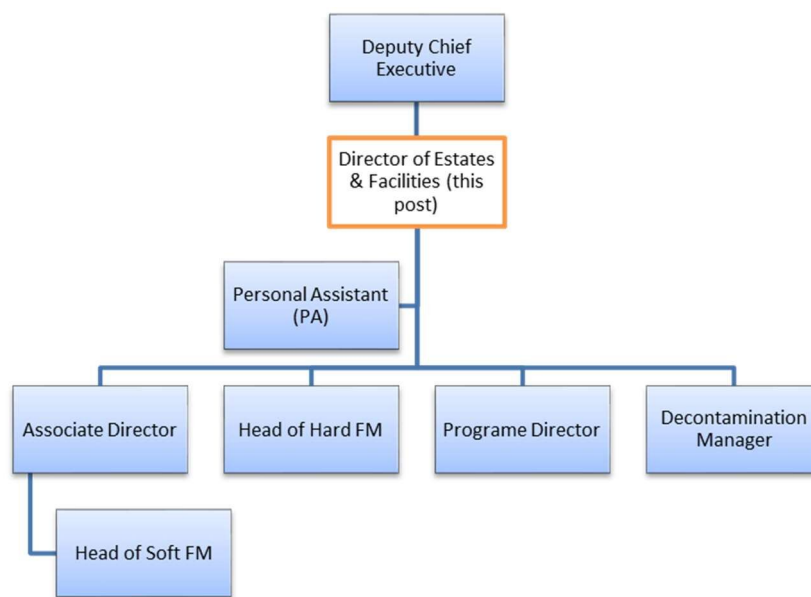 Deputy Chief
Executive
Director of Estates
& Facilities (this
post)
Personal Assistant
(PA)
Associate Director
Head of Hard FM
Programe Director
Decontamination
Manager
Head of Soft FM